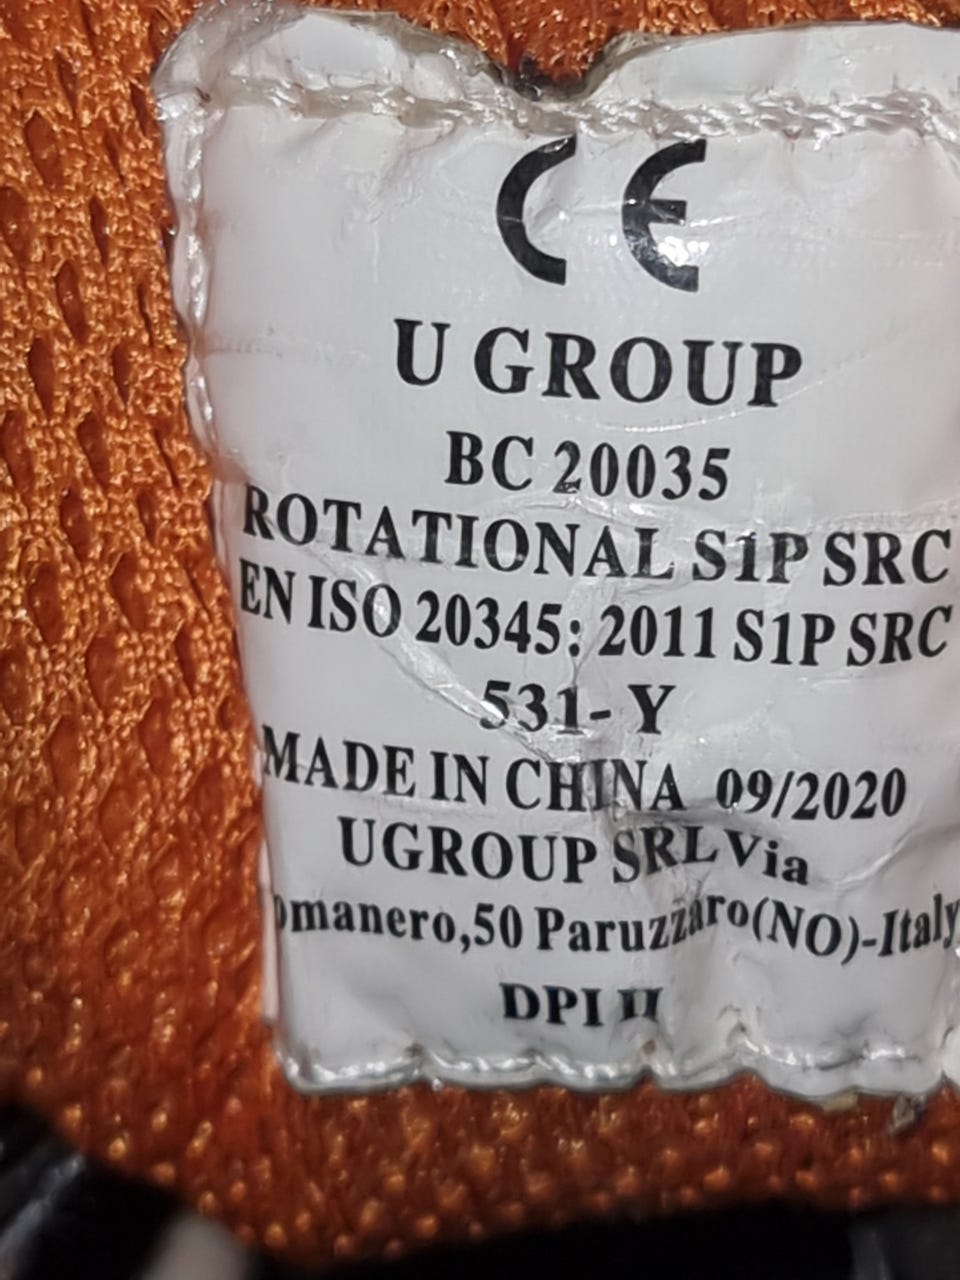 CE
U GROUP
BC 20035
ROTATIONAL S1P SRC
EN ISO 20345: 2011 S1P SRC
531- Y
MADE IN CHINA 09/2020
UGROUP SRL Via
omanero,50 Paruzzaro(NO)-Italy
DPI II